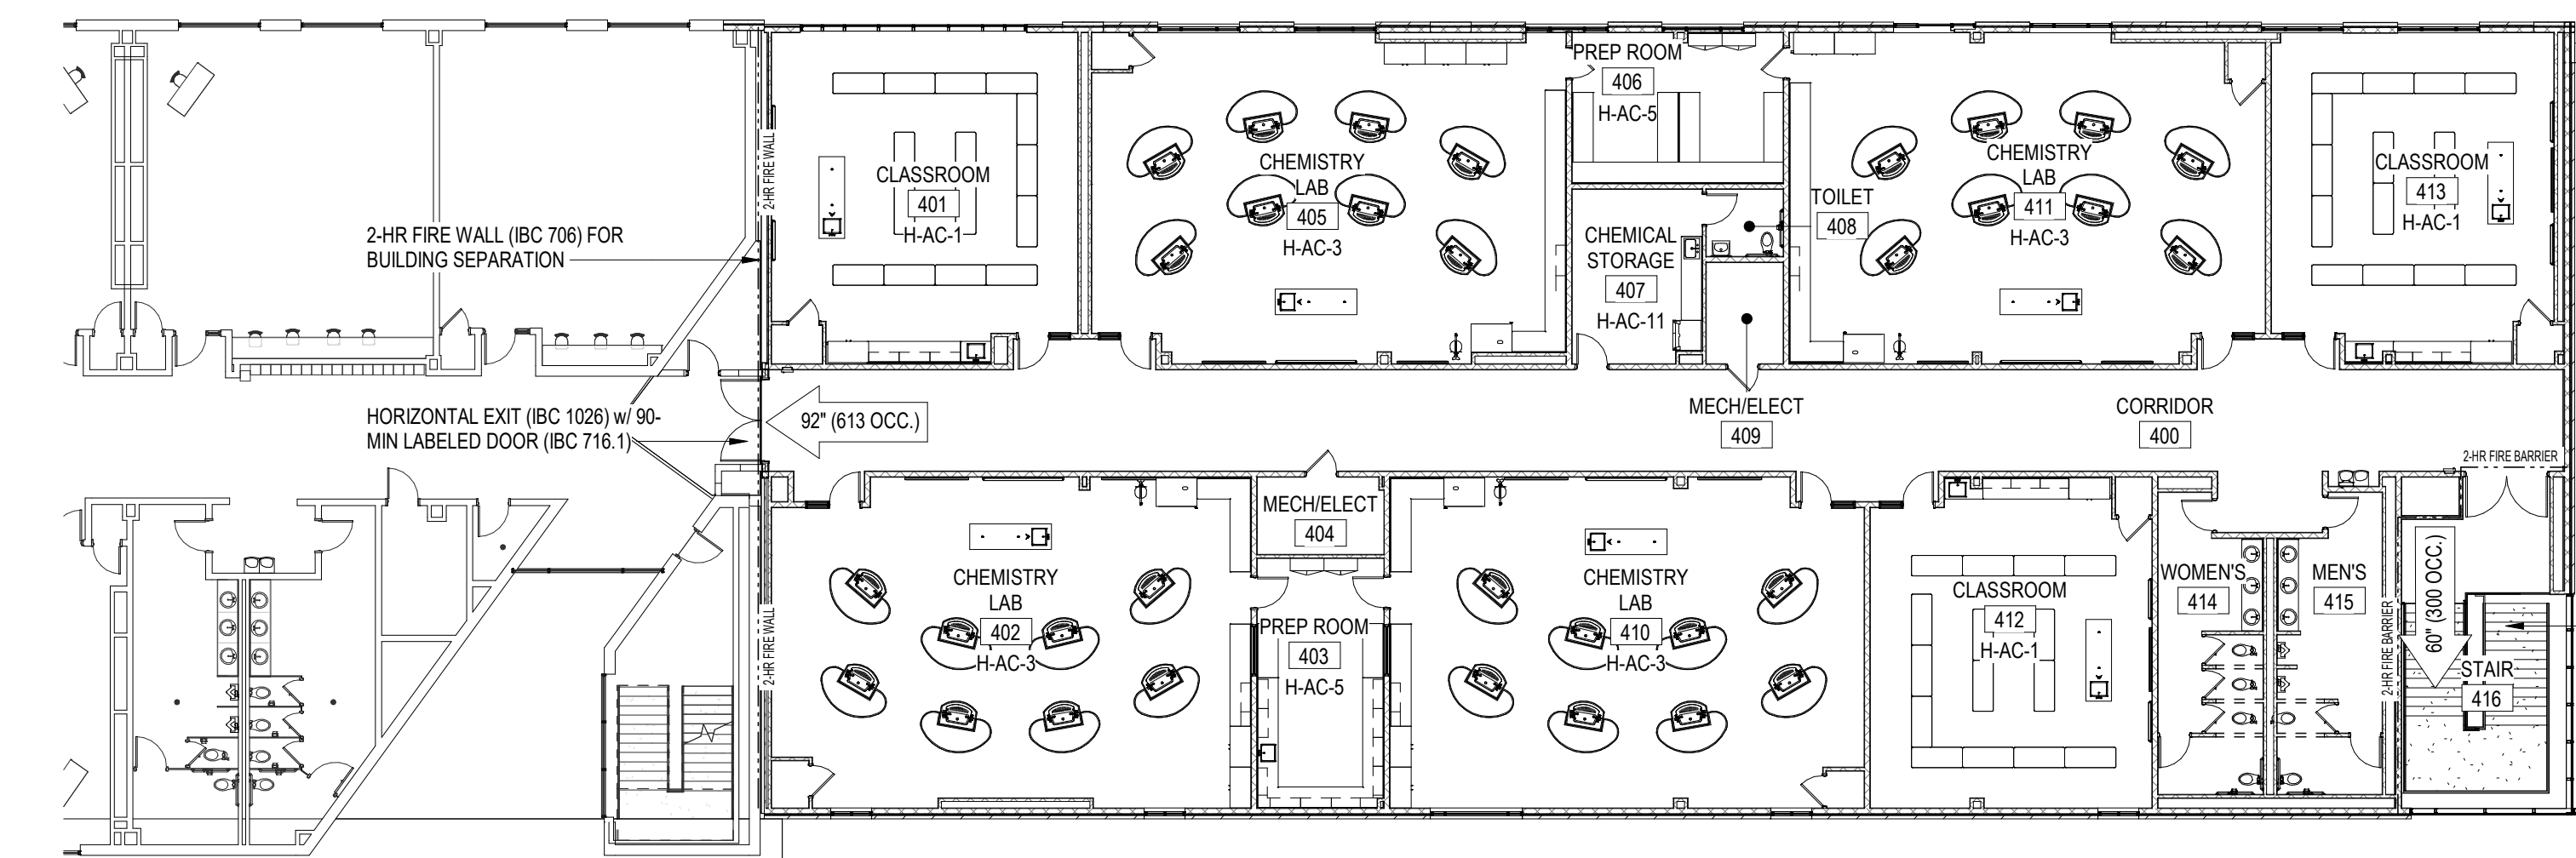 2-HR FIRE WALL (IBC 706) FOR
BUILDING SEPARATION
HORIZONTAL EXIT (IBC 1026) w/ 90-
MIN LABELED DOOR (IBC 716.1)
2-HR FIRE WALL
CLASSROOM
401
H-AC-1
CHEMISTRY
LAB
405
H-AC-3
PREP ROOM
406
H-AC-5
CHEMICAL
STORAGE
407
H-AC-11
TOILET
408
CHEMISTRY
LAB
411
H-AC-3
CLASSROOM
413
H-AC-1
92" (613 OCC.)
MECH/ELECT
409
CORRIDOR
400
2-HR FIRE BARRIER
2-HR FIRE WALL
CHEMISTRY
LAB
402
H-AC-3
MECH/ELECT
404
PREP ROOM
403
H-AC-5
CHEMISTRY
LAB
410
H-AC-3
CLASSROOM
412
H-AC-1
WOMEN'S
414
MEN'S
415
2-HR FIRE BARRIER
60" (300 OCC.)
STAIR
416